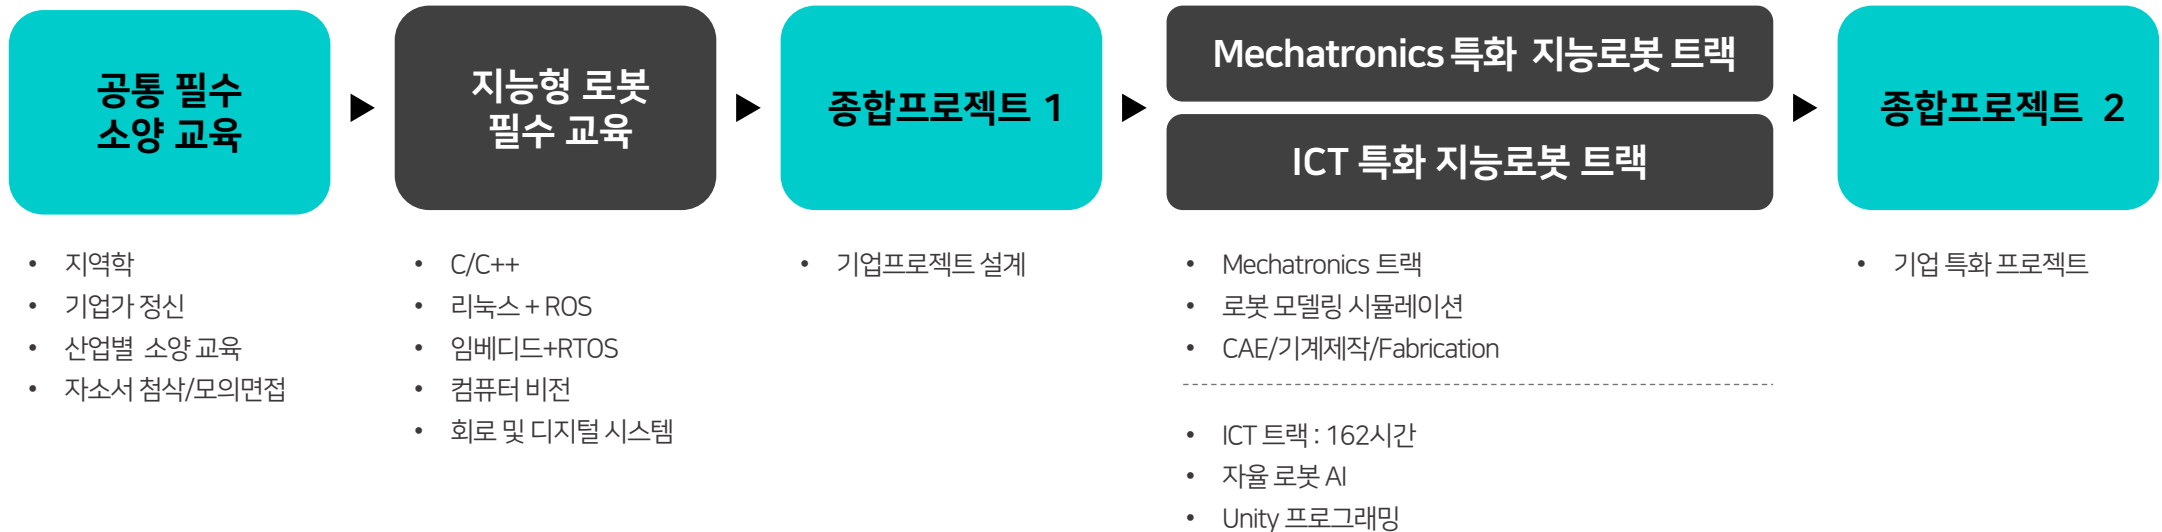 공통 필수
소양 교육
지능형 로봇
필수 교육
종합프로젝트 1
Mechatronics 특화 지능로봇 트랙
ICT 특화 지능로봇 트랙
종합프로젝트 2
• 지역학
• 기업가 정신
• 산업별 소양 교육
• 자소서 첨삭/모의면접
• C/C++
• 리눅스 + ROS
• 임베디드+RTOS
• 컴퓨터 비전
• 회로 및 디지털 시스템
• 기업프로젝트 설계
• Mechatronics 트랙
• 로봇 모델링 시뮬레이션
• CAE/기계제작/Fabrication
• ICT 트랙 : 162시간
• 자율 로봇 AI
• Unity 프로그래밍
• 기업 특화 프로젝트